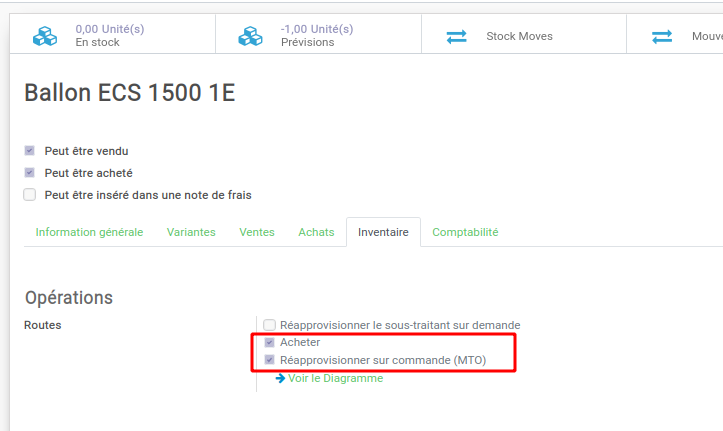 0,00 Unité(s)
En stock
-1,00 Unité(s)
Prévisions
Stock Moves
Mouve
Ballon ECS 1500 1E
Peut être vendu
Peut être acheté
Peut être inséré dans une note de frais
Information générale Variantes Ventes Achats Inventaire Comptabilité
Opérations
Routes
Réapprovisionner le sous-traitant sur demande
Acheter
Réapprovisionner sur commande (MTO)
Voir le Diagramme